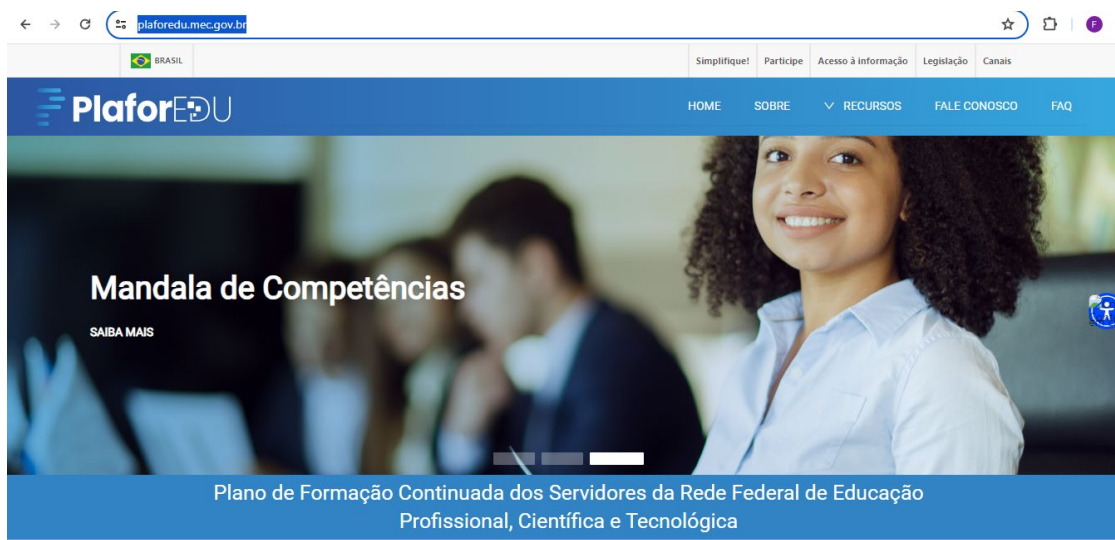 plaforedu.mec.gov.br
F
BRASIL
Simplifique! Participe Acesso à informação Legislação Canais
PlaforEDU
HOME SOBRE RECURSOS FALE CONOSCO FAQ
Mandala de Competências
SAIBA MAIS
Plano de Formação Continuada dos Servidores da Rede Federal de Educação
Profissional, Científica e Tecnológica